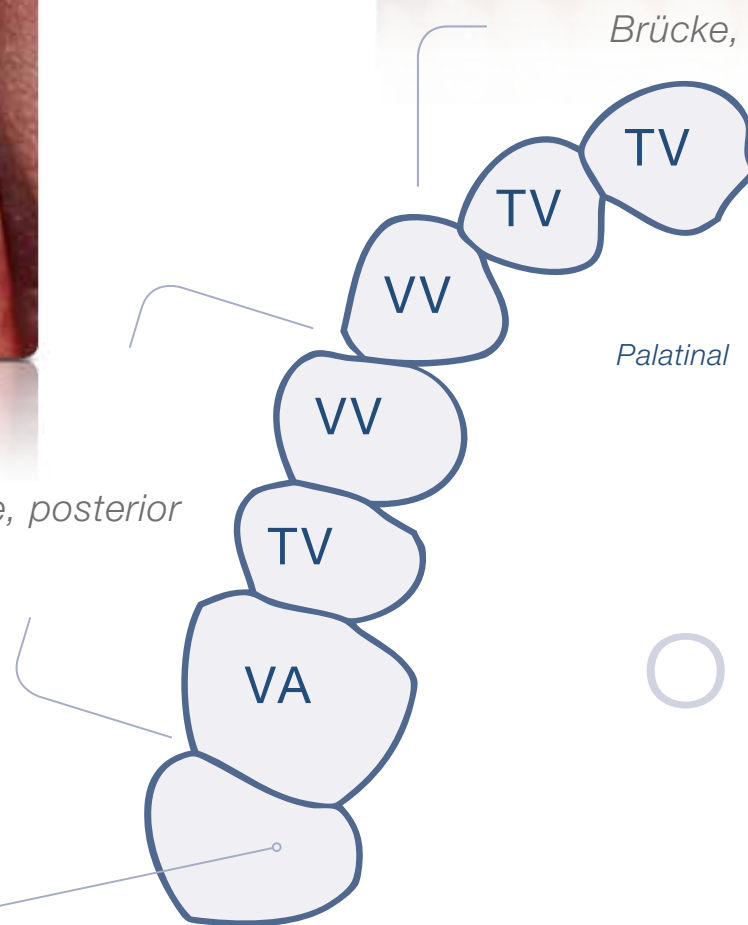 Brücke,
TV
TV
VV
Palatinal
VV
e, posterior
TV
VA
O